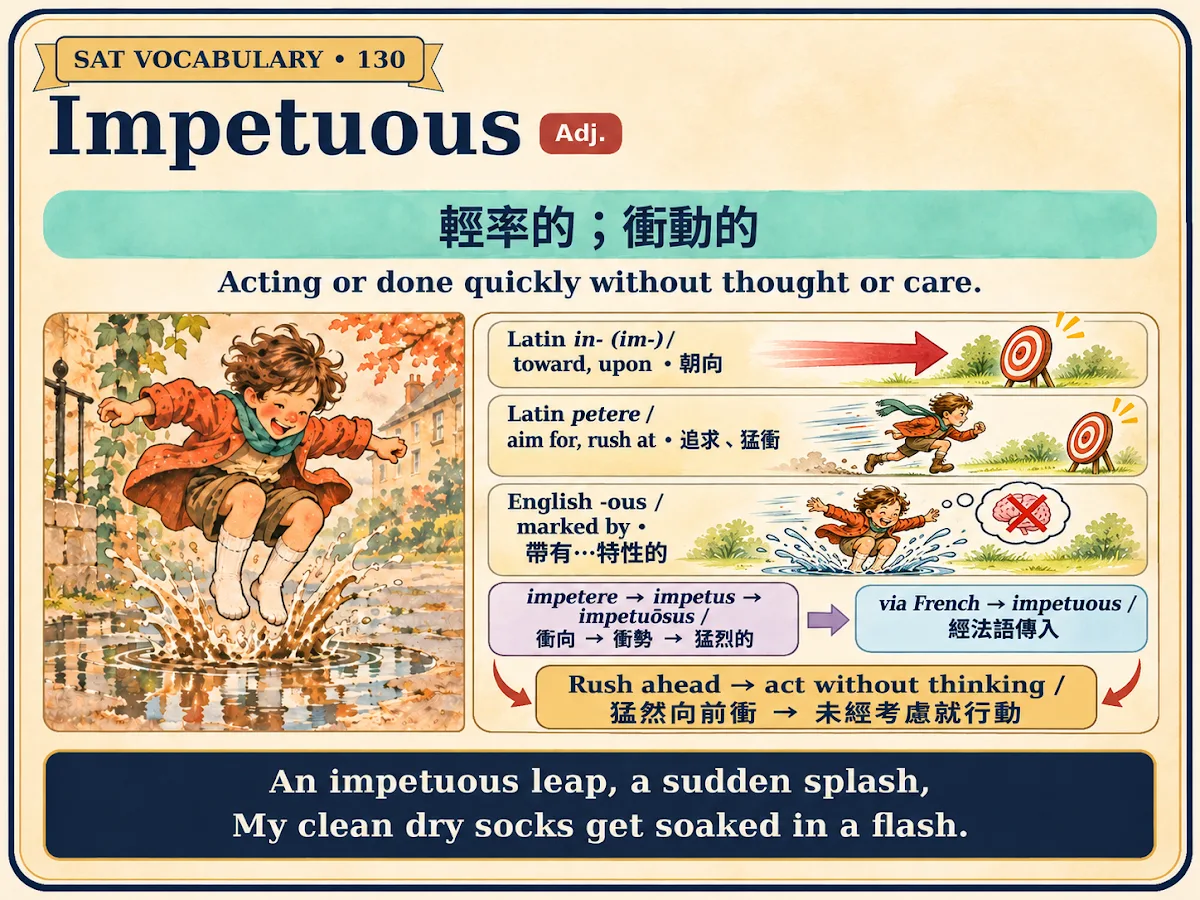 SAT VOCABULARY • 130
Impetuous Adj.
輕率的；衝動的
Acting or done quickly without thought or care.
Latin in- (im-) /
toward, upon • 朝向
Latin petere /
aim for, rush at • 追求、猛衝
English -ous /
marked by •
帶有⋯特性的
impetere → impetus →
impetuōsus /
衝向 → 衝勢 → 猛烈的
via French → impetuous /
經法語傳入
Rush ahead → act without thinking /
猛然向前衝 → 未經考慮就行動
An impetuous leap, a sudden splash,
My clean dry socks get soaked in a flash.